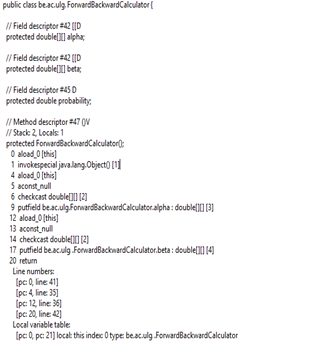 public class be.ac.ulg.ForwardBackwardCalculator {
// Field descriptor #42 [[D
protected double[][] alpha;
// Field descriptor #42 [[D
protected double[][] beta;
// Field descriptor #45 D
protected double probability;
// Method descriptor #47 ()V
// Stack: 2, Locals: 1
protected ForwardBackwardCalculator();
0 aload_0 [this]
1 invokespecial java.lang.Object() [1]
4 aload_0 [this]
5 aconst_null
6 checkcast double[][] [2]
9 putfield be.ac.ulg.ForwardBackwardCalculator.alpha : double[][] [3]
12 aload_0 [this]
13 aconst_null
14 checkcast double[][] [2]
17 putfield be.ac.ulg .ForwardBackwardCalculator.beta : double[][] [4]
20 return
Line numbers:
[pc: 0, line: 41]
[pc: 4, line: 35]
[pc: 12, line: 36]
[pc: 20, line: 42]
Local variable table:
[pc: 0, pc: 21] local: this index: 0 type: be.ac.ulg .ForwardBackwardCalculator